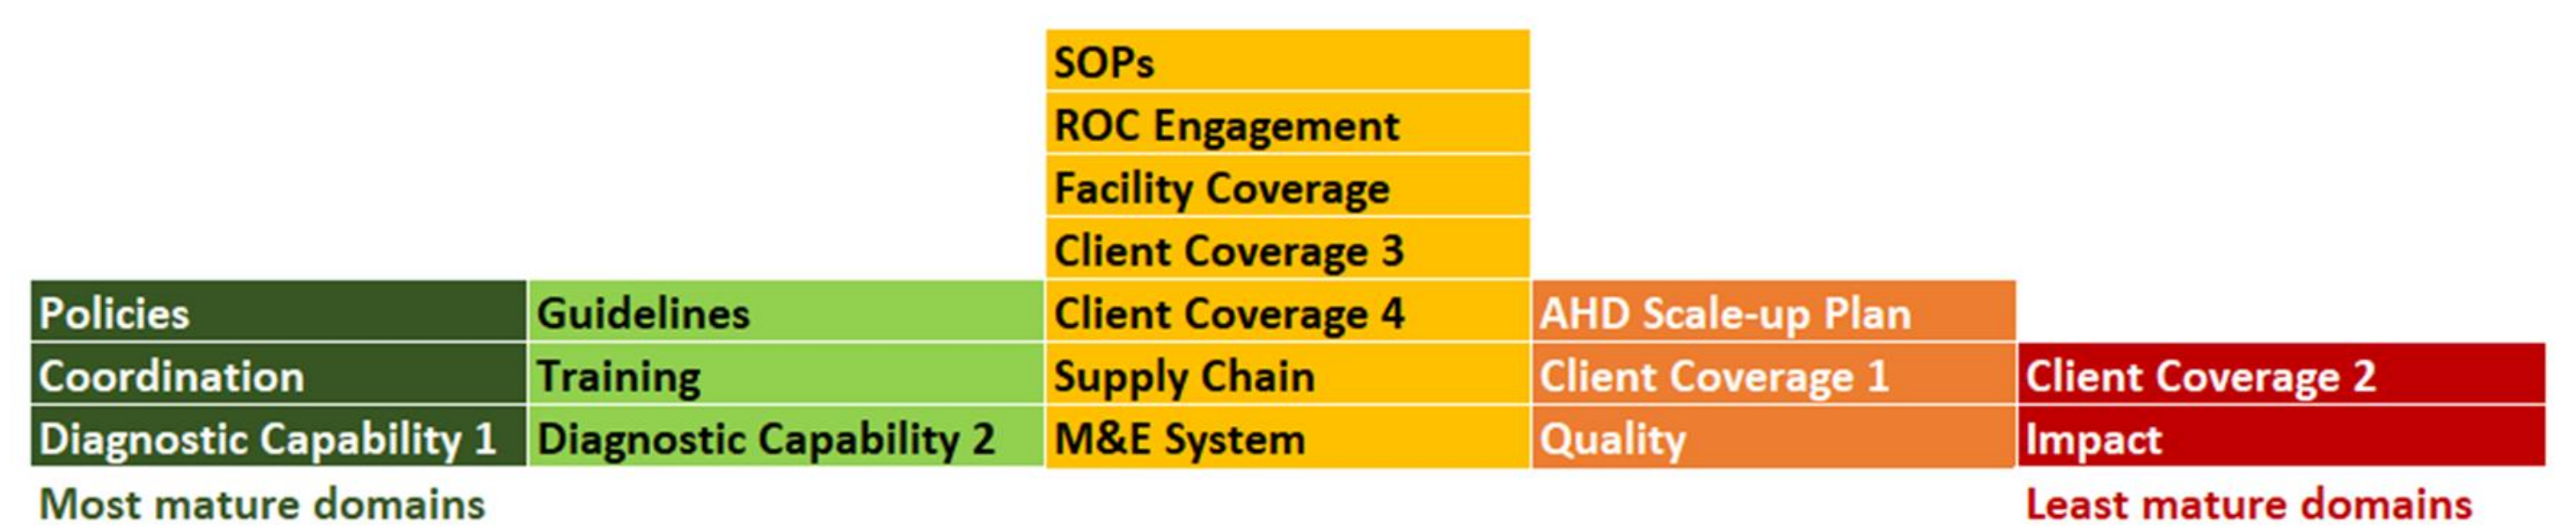 SOPs
ROC Engagement
Facility Coverage
Client Coverage 3
Policies Guidelines Client Coverage 4 AHD Scale-up Plan
Coordination Training Supply Chain Client Coverage 1 Client Coverage 2
Diagnostic Capability 1 Diagnostic Capability 2 M&E System Quality Impact
Most mature domains Least mature domains